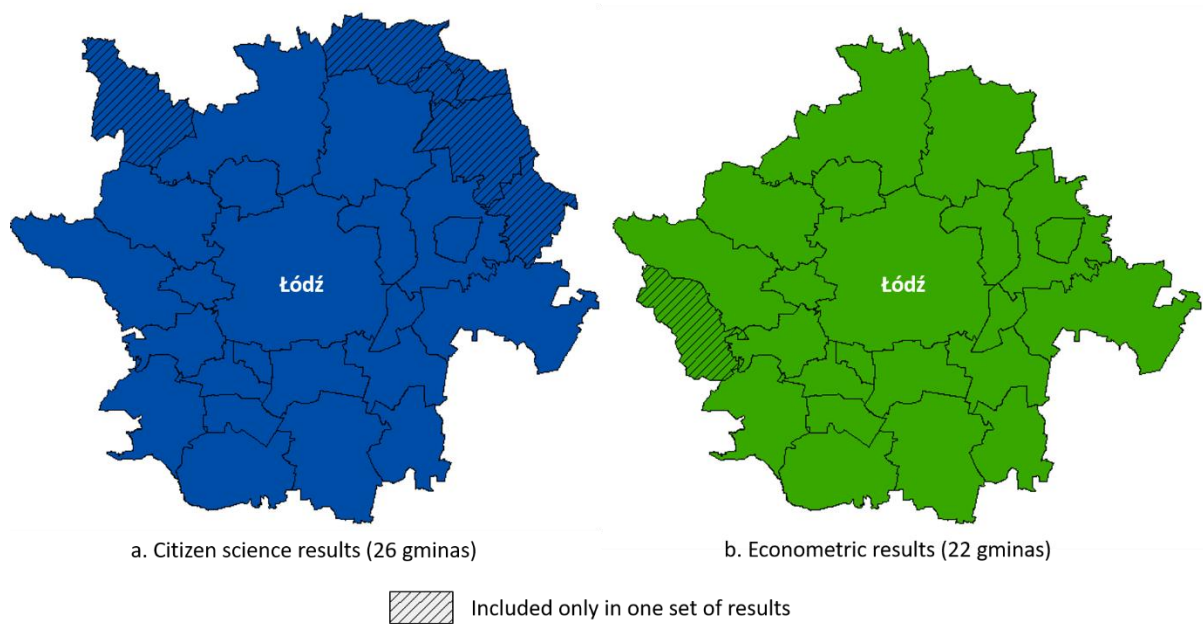 Łódź
Łódź
a. Citizen science results (26 gminas)
b. Econometric results (22 gminas)
Included only in one set of results